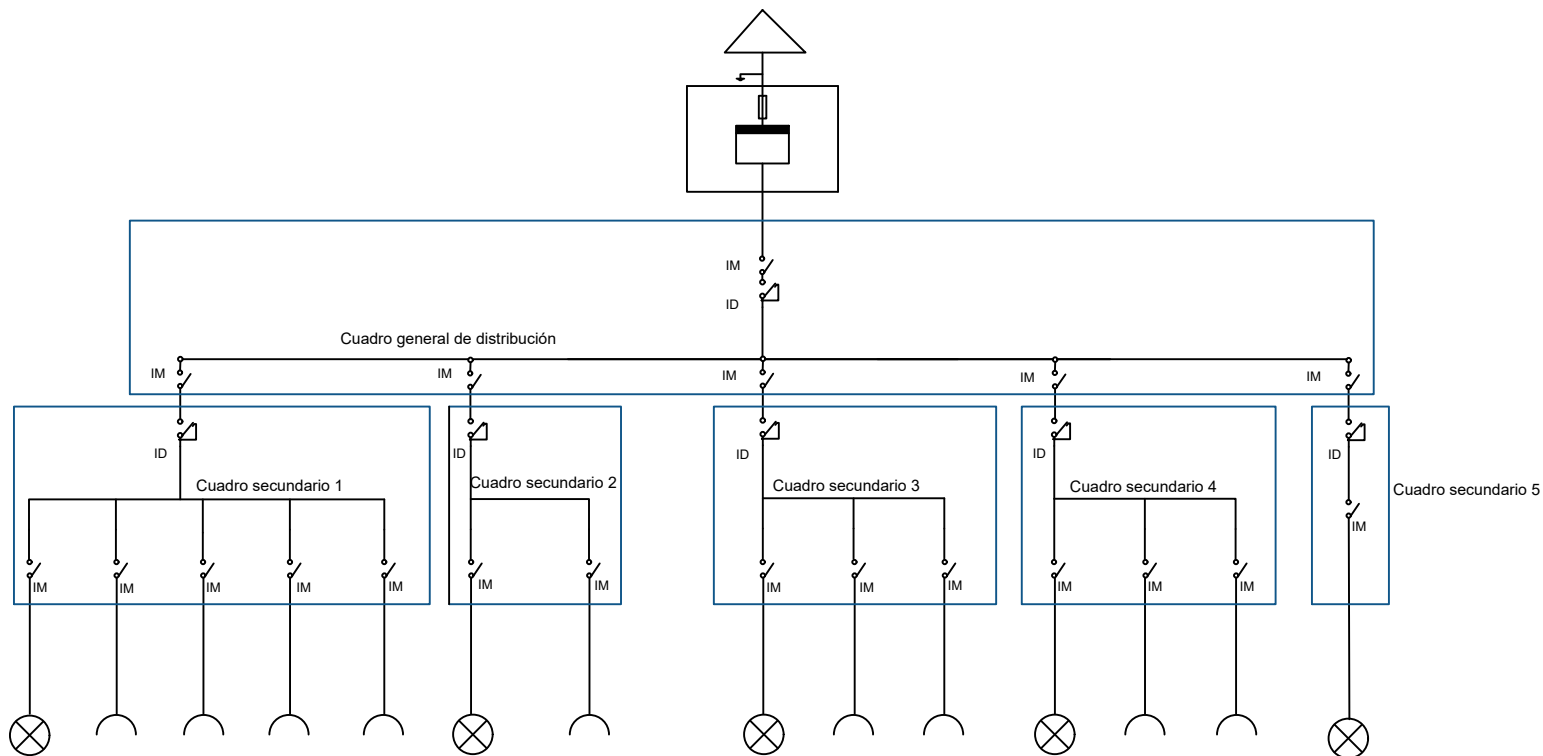 IM
ID
Cuadro general de distribución
IM
IM
IM
IM
IM
ID
ID
ID
ID
ID
Cuadro secundario 1
Cuadro secundario 2
Cuadro secundario 3
Cuadro secundario 4
Cuadro secundario 5
IM
IM
IM
IM
IM
IM
IM
IM
IM
IM
IM
IM
IM
IM